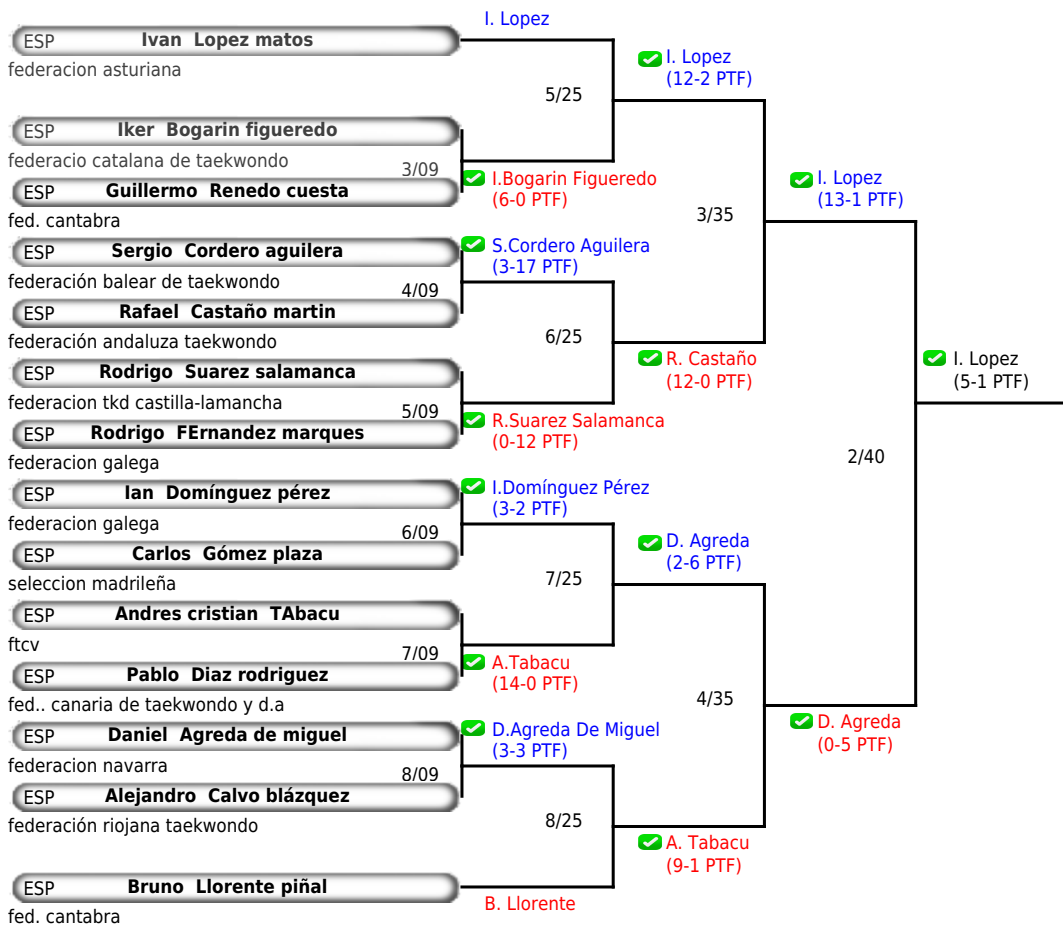 I. Lopez
ESP Ivan Lopez matos
federacion asturiana
I. Lopez
(12-2 PTF)
5/25
ESP Iker Bogarin figueredo
federacio catalana de taekwondo
3/09
I.Bogarin Figueredo
(6-0 PTF)
ESP Guillermo Renedo cuesta
fed. cantabra
I. Lopez
(13-1 PTF)
3/35
ESP Sergio Cordero aguilera
federación balear de taekwondo
S.Cordero Aguilera
(3-17 PTF)
4/09
ESP Rafael Castaño martin
federación andaluza taekwondo
6/25
R. Castaño
(12-0 PTF)
I. Lopez
(5-1 PTF)
ESP Rodrigo Suarez salamanca
federacion tkd castilla-lamancha
5/09
R.Suarez Salamanca
(0-12 PTF)
ESP Rodrigo FErnandez marques
federacion galega
2/40
ESP Ian Domínguez pérez
federacion galega
I.Domínguez Pérez
(3-2 PTF)
6/09
ESP Carlos Gómez plaza
seleccion madrileña
D. Agreda
(2-6 PTF)
7/25
ESP Andres cristian TAbacu
ftcv
7/09
A.Tabacu
(14-0 PTF)
ESP Pablo Diaz rodriguez
fed.. canaria de taekwondo y d.a
4/35
D. Agreda
(0-5 PTF)
ESP Daniel Agreda de miguel
federacion navarra
D.Agreda De Miguel
(3-3 PTF)
8/09
ESP Alejandro Calvo blázquez
federación riojana taekwondo
8/25
A. Tabacu
(9-1 PTF)
ESP Bruno Llorente piñal
fed. cantabra
B. Llorente